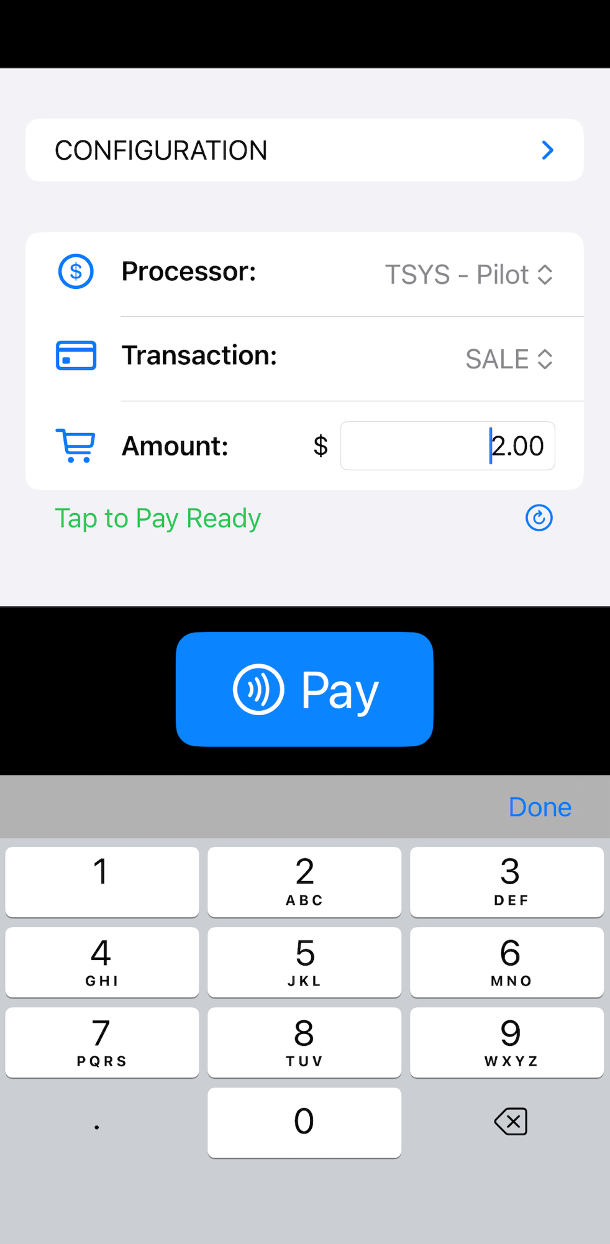 CONFIGURATION
$ Processor: TSYS - Pilot
Transaction: SALE
Amount: $ 2.00
Tap to Pay Ready
Pay
Done
1 2 3
ABC DEF
4 5 6
GHI JKL MNO
7 8 9
PQRS TUV WXYZ
. 0